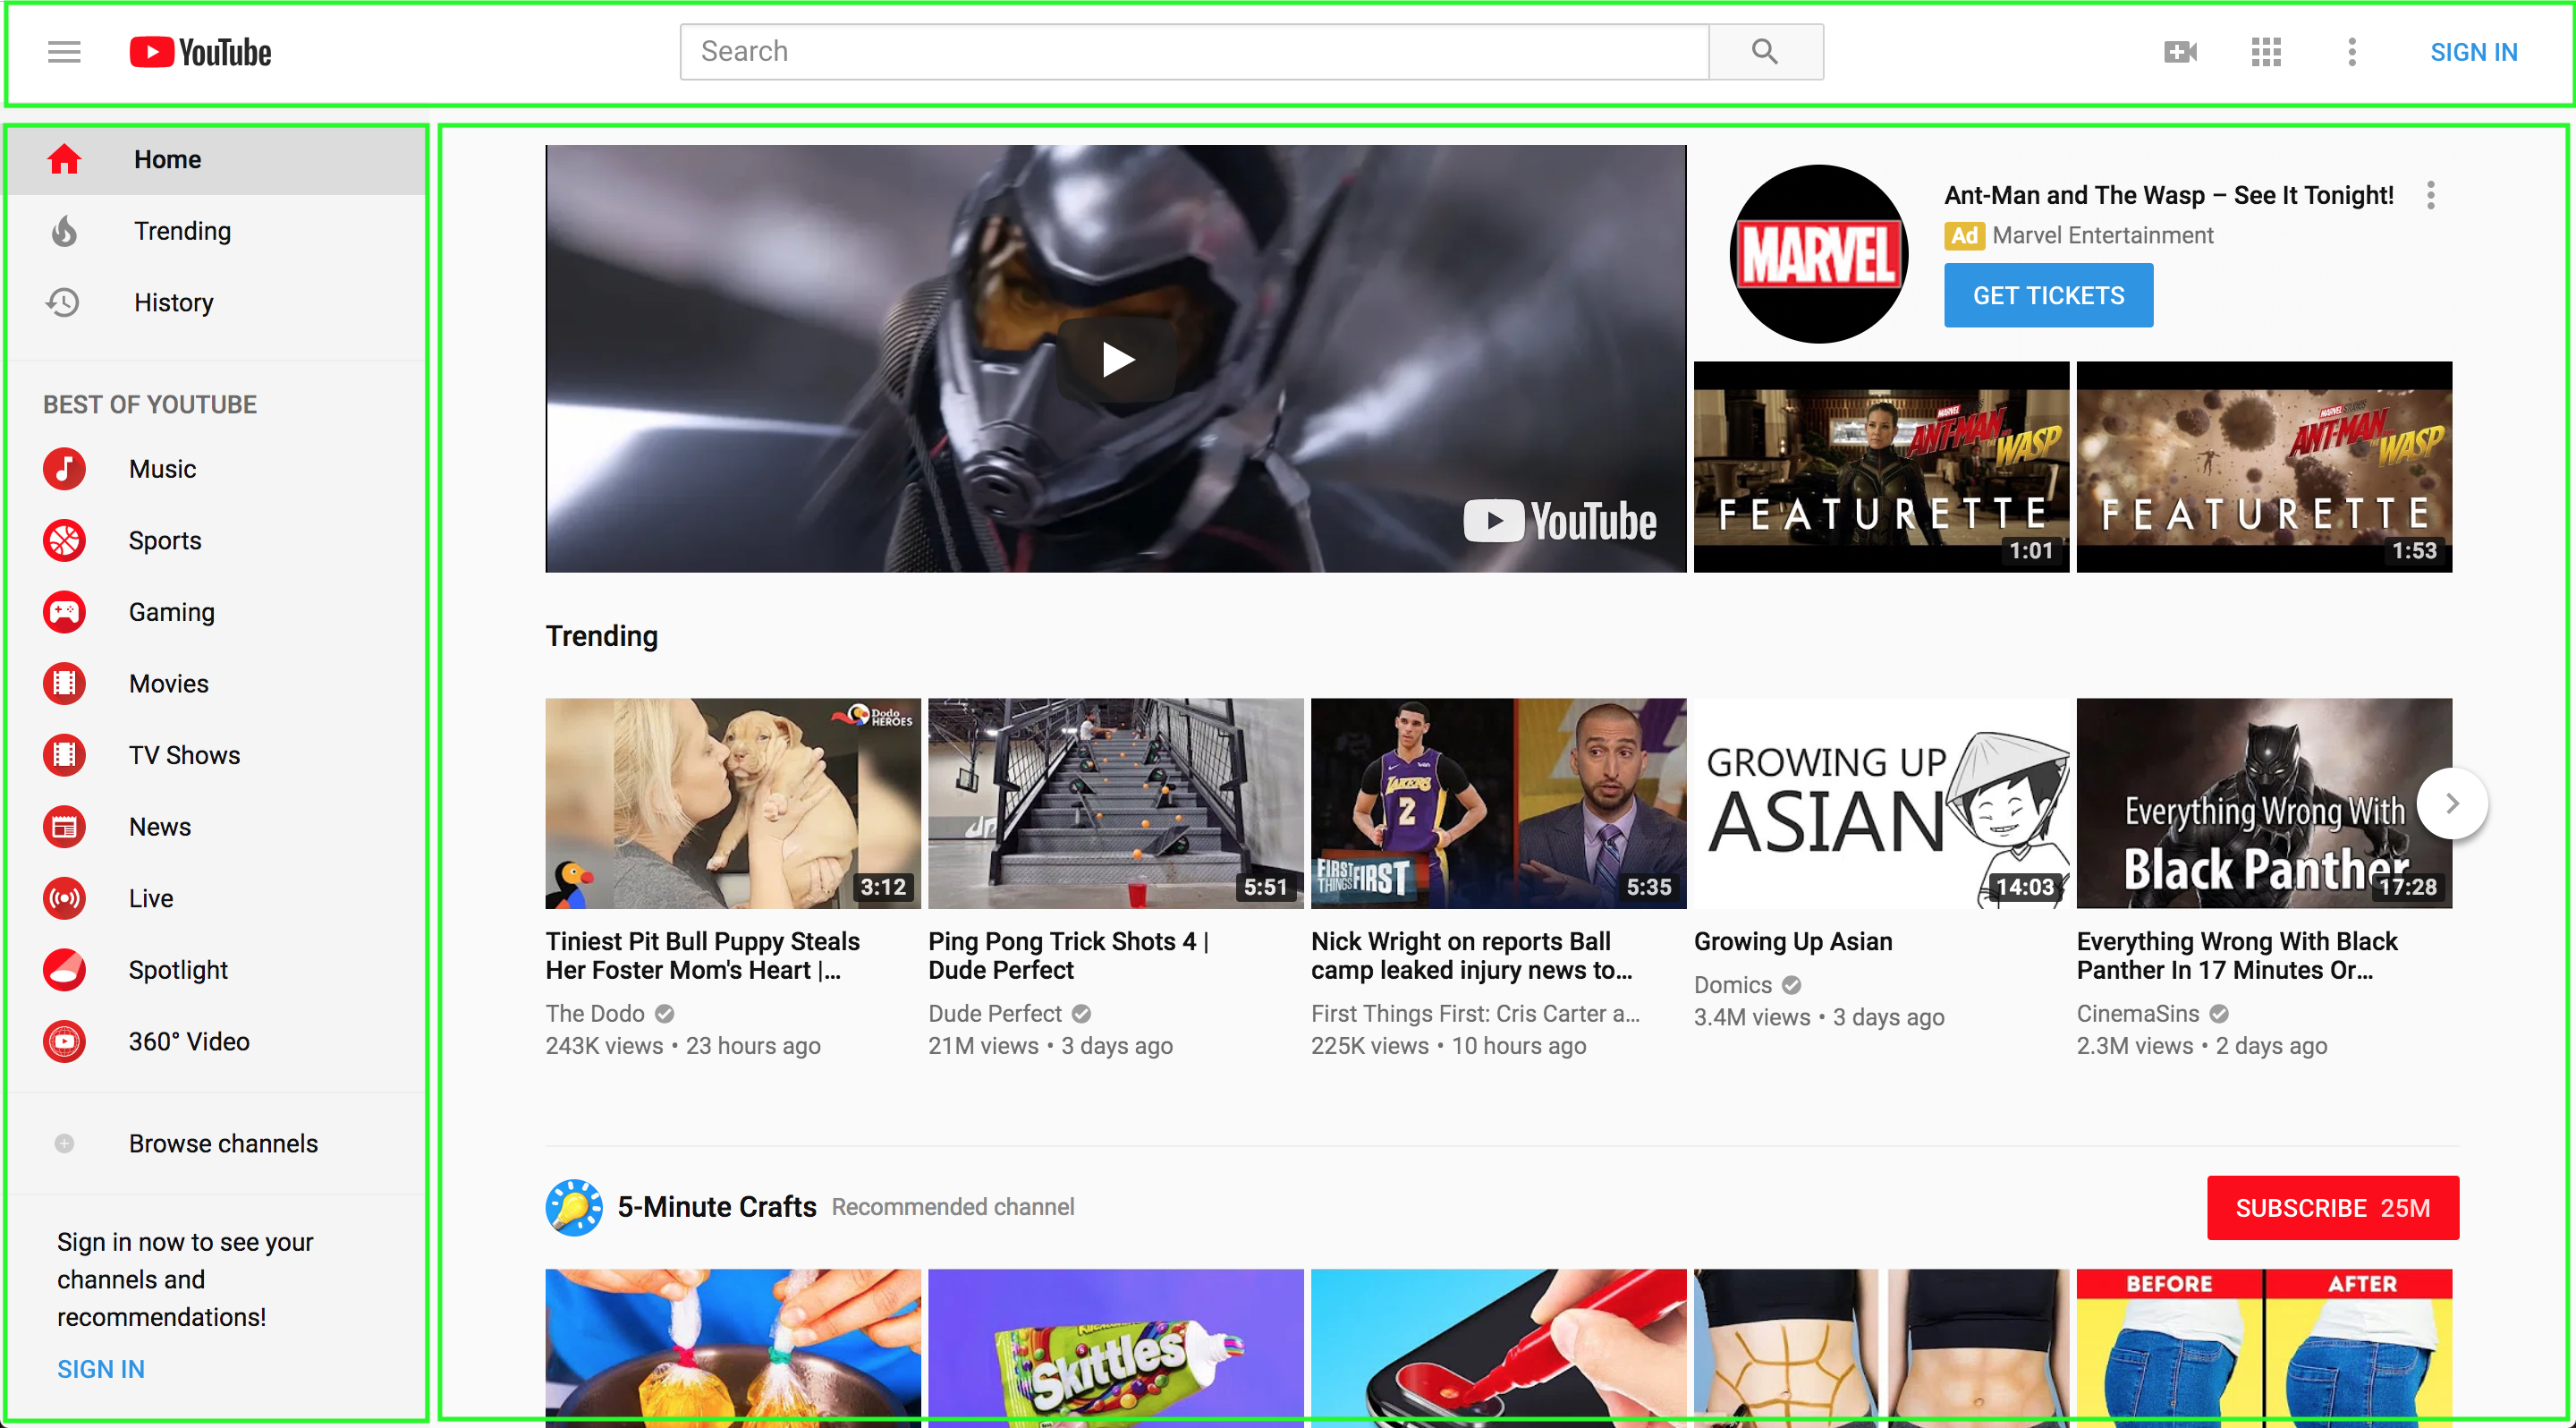 YouTube
Search
SIGN IN
Home
Trending
History
BEST OF YOUTUBE
Music
Sports
Gaming
Movies
TV Shows
News
Live
Spotlight
360° Video
Browse channels
Sign in now to see your
channels and
recommendations!
SIGN IN
YouTube
MARVEL
Ant-Man and The Wasp – See It Tonight!
Ad Marvel Entertainment
GET TICKETS
ANT-MAN
WASP
FEATURETTE
1:01
MARVEL STUDIOS
ANT-MAN
WASP
FEATURETTE
1:53
Trending
Dodo
HEROES
3:12
Tiniest Pit Bull Puppy Steals
Her Foster Mom's Heart |...
The Dodo
243K views • 23 hours ago
5:51
Ping Pong Trick Shots 4 |
Dude Perfect
Dude Perfect
21M views • 3 days ago
LAKERS
2
FIRST
THINGS FIRST
5:35
Nick Wright on reports Ball
camp leaked injury news to...
First Things First: Cris Carter a...
225K views • 10 hours ago
GROWING UP
ASIAN
14:03
Growing Up Asian
Domics
3.4M views • 3 days ago
Everything Wrong With
Black Panther
17:28
Everything Wrong With Black
Panther In 17 Minutes Or...
CinemaSins
2.3M views • 2 days ago
5-Minute Crafts Recommended channel
SUBSCRIBE 25M
Skittles
BEFORE
AFTER